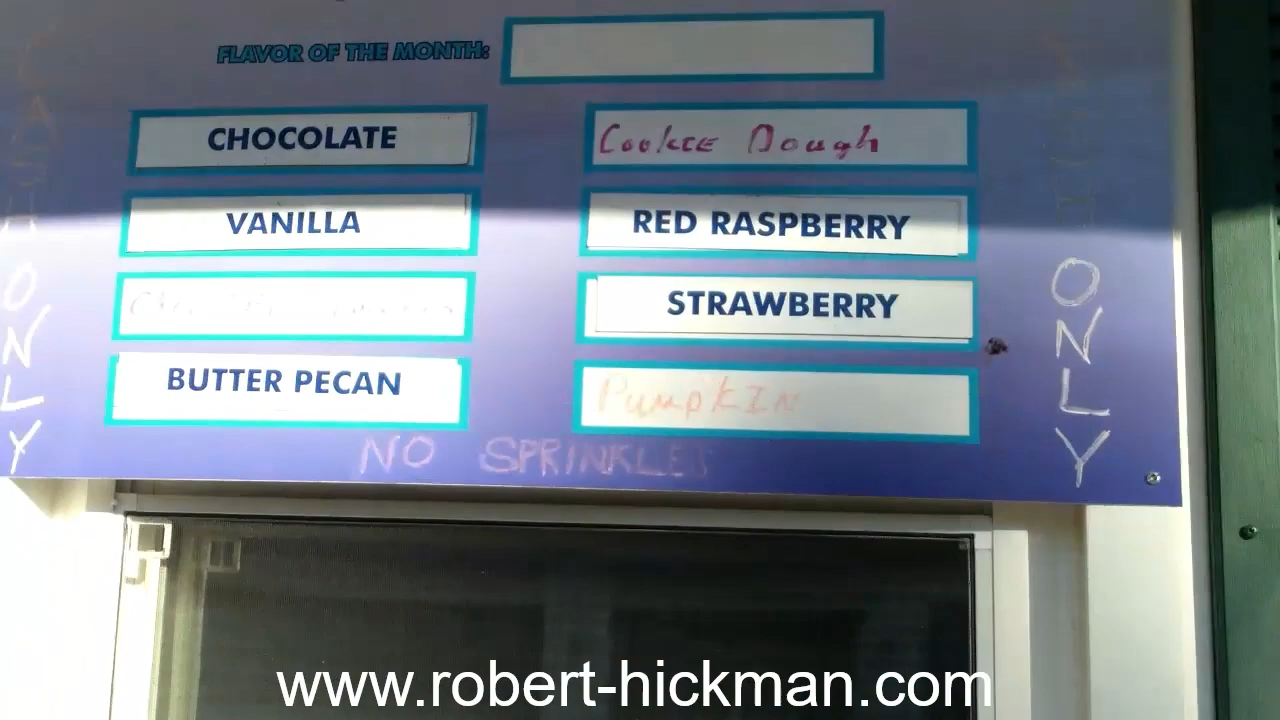 FLAVOR OF THE MONTH:
CHOCOLATE
Cookie Dough
VANILLA
RED RASPBERRY
STRAWBERRY
BUTTER PECAN
PumpkIn
NO SPRINKLES
ONLY
ONLY
www.robert-hickman.com